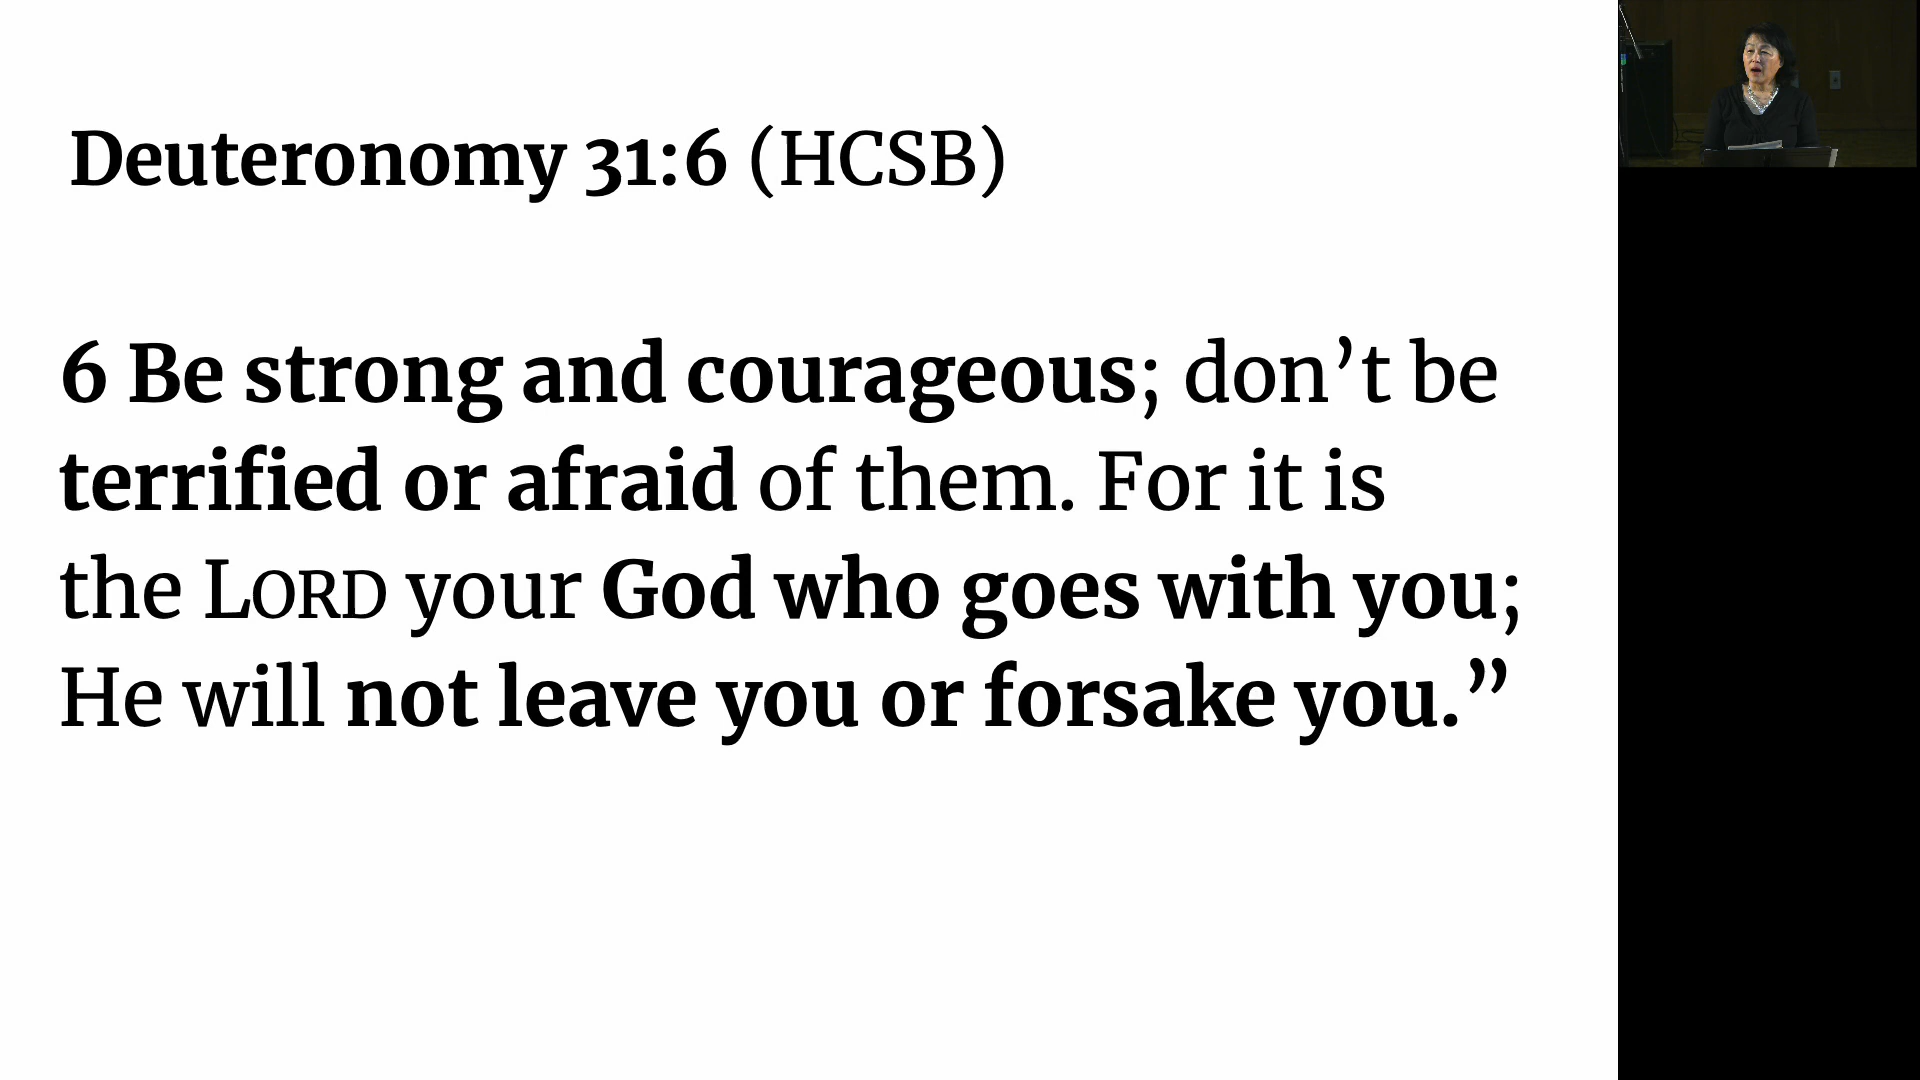 Deuteronomy 31:6 (HCSB)
6 Be strong and courageous; don’t be
terrified or afraid of them. For it is
the LORD your God who goes with you;
He will not leave you or forsake you.”